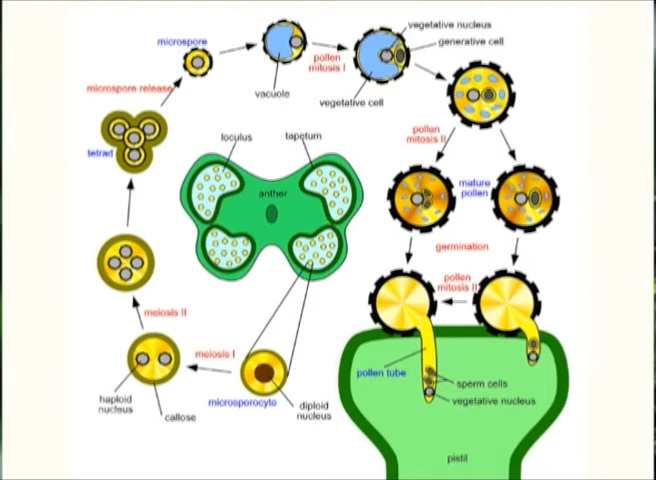 vegetative nucleus
microspore
generative cell
pollen
mitosis I
microspore release
vacuole
vegetative cell
loculus
tapetum
pollen
mitosis II
tetrad
anther
mature
pollen
germination
pollen
mitosis II
meiosis II
meiosis I
pollen tube
sperm cells
haploid
nucleus
callose
microsporocyte
diploid
nucleus
vegetative nucleus
pistil